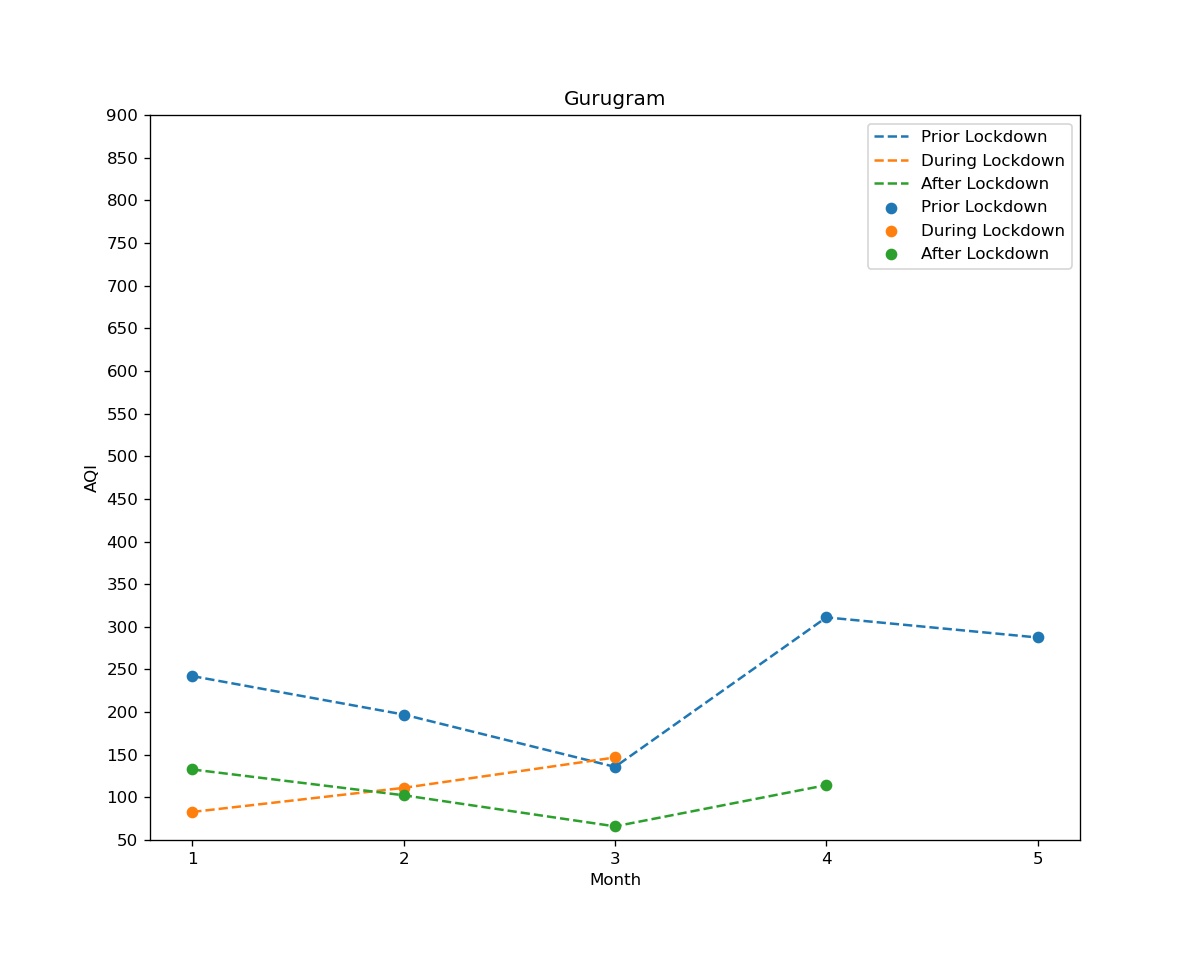 Gurugram
900
850
800
750
700
650
600
550
500
450
400
350
300
250
200
150
100
50
AQI
Prior Lockdown
During Lockdown
After Lockdown
Prior Lockdown
During Lockdown
After Lockdown
1 2 3 4 5
Month